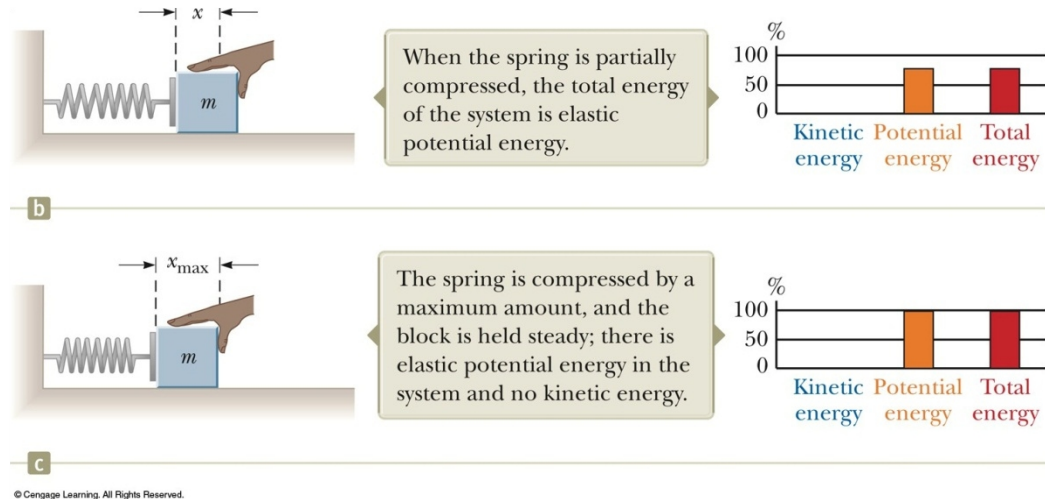 x
m
When the spring is partially
compressed, the total energy
of the system is elastic
potential energy.
%
100
50
0
Kinetic Potential Total
energy energy energy
b
xmax
m
The spring is compressed by a
maximum amount, and the
block is held steady; there is
elastic potential energy in the
system and no kinetic energy.
%
100
50
0
Kinetic Potential Total
energy energy energy
c
© Cengage Learning. All Rights Reserved.